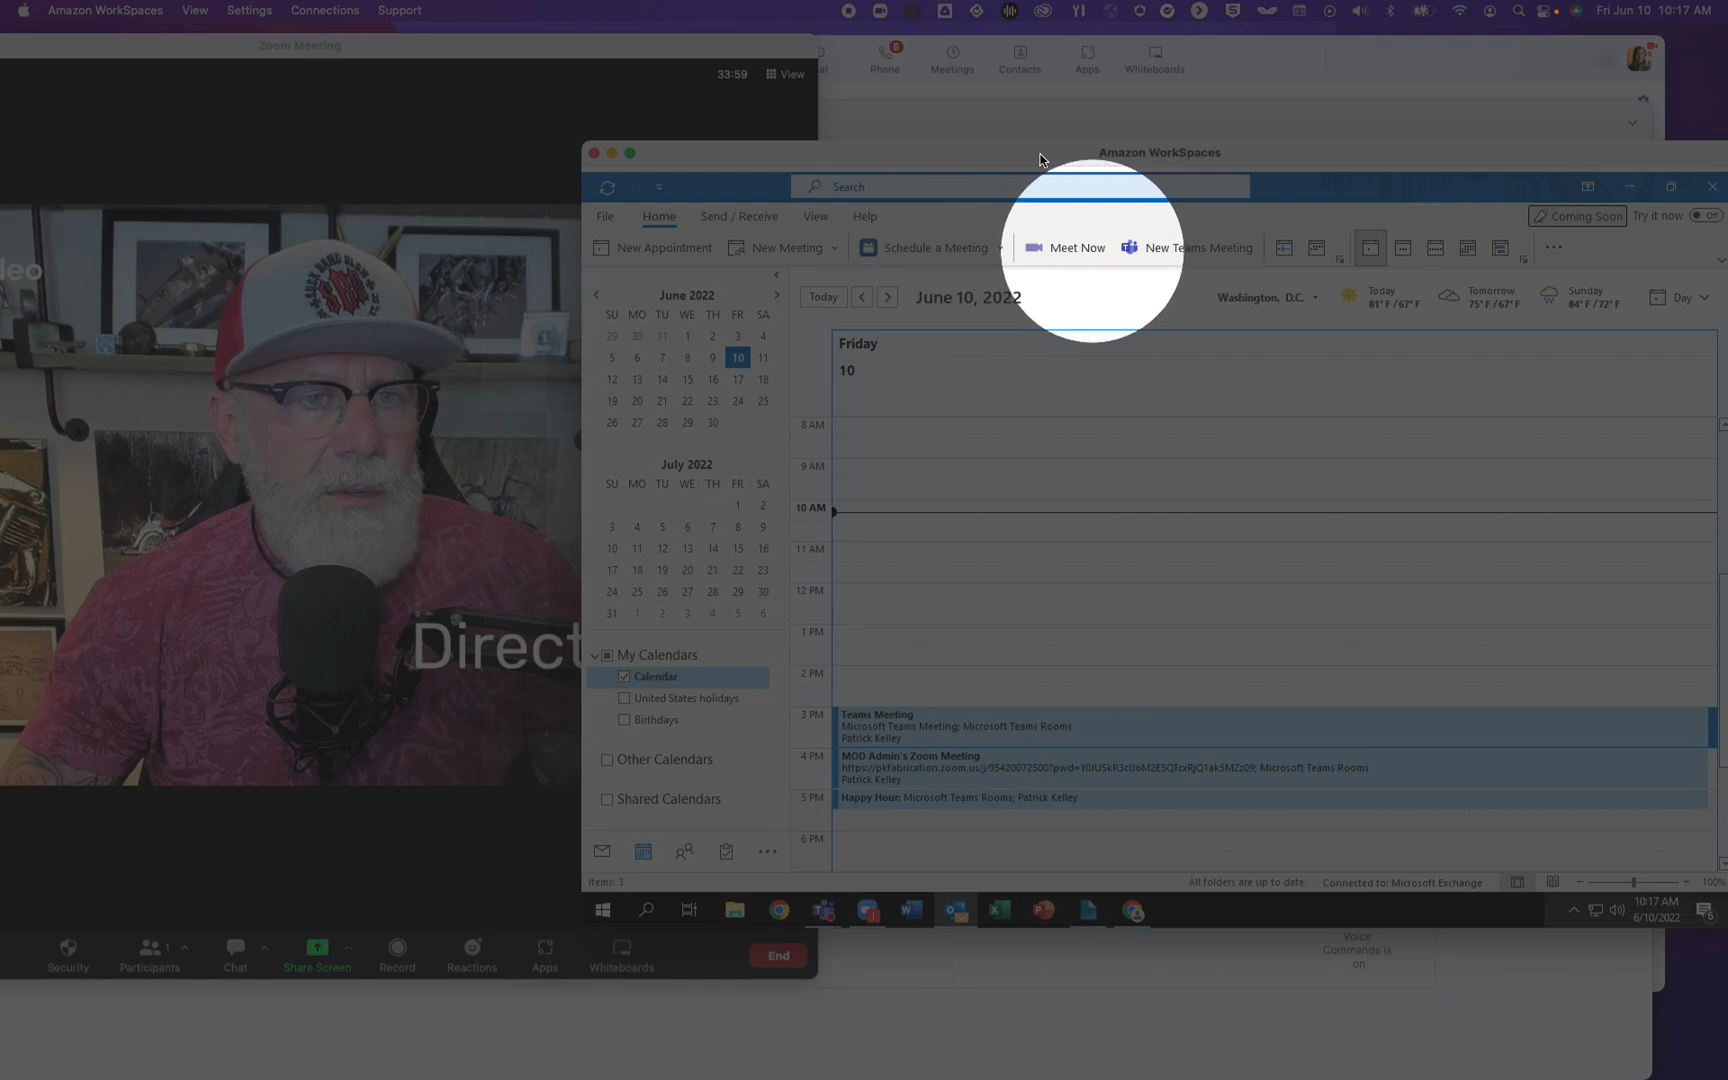 WorkSpaces View Settings Connections Support
Fri Jun 10 10:17 AM
Zoom Meeting
33:59 View
Phone 5 Meetings Contacts Apps Whiteboards
Amazon WorkSpaces
Search
File Home Send / Receive View Help
Coming Soon Try it now Off
New Appointment New Meeting Schedule a Meeting Meet Now New Teams Meeting
June 2022
SU MO TU WE TH FR SA
29 30 31 1 2 3 4
5 6 7 8 9 10 11
12 13 14 15 16 17 18
19 20 21 22 23 24 25
26 27 28 29 30
July 2022
SU MO TU WE TH FR SA
1 2
3 4 5 6 7 8 9
10 11 12 13 14 15 16
17 18 19 20 21 22 23
24 25 26 27 28 29 30
31 1 2 3 4 5 6
My Calendars
Calendar
United States holidays
Birthdays
Other Calendars
Shared Calendars
Today June 10, 2022
Washington, D.C.
Today 81°F/67°F
Tomorrow 75°F/67°F
Sunday 84°F/72°F
Day
Friday
10
8 AM
9 AM
10 AM
11 AM
12 PM
1 PM
2 PM
3 PM
Teams Meeting
Microsoft Teams Meeting; Microsoft Teams Rooms
Patrick Kelley
4 PM
MOD Admin's Zoom Meeting
Microsoft Teams Rooms
Patrick Kelley
5 PM
Happy Hour; Microsoft Teams Rooms; Patrick Kelley
6 PM
Items: 3
All folders are up to date. Connected to: Microsoft Exchange
100%
10:17 AM
6/10/2022
deo
Direct
Security Participants 1 Chat Share Screen Record Reactions Apps Whiteboards End
Voice
Commands is
on